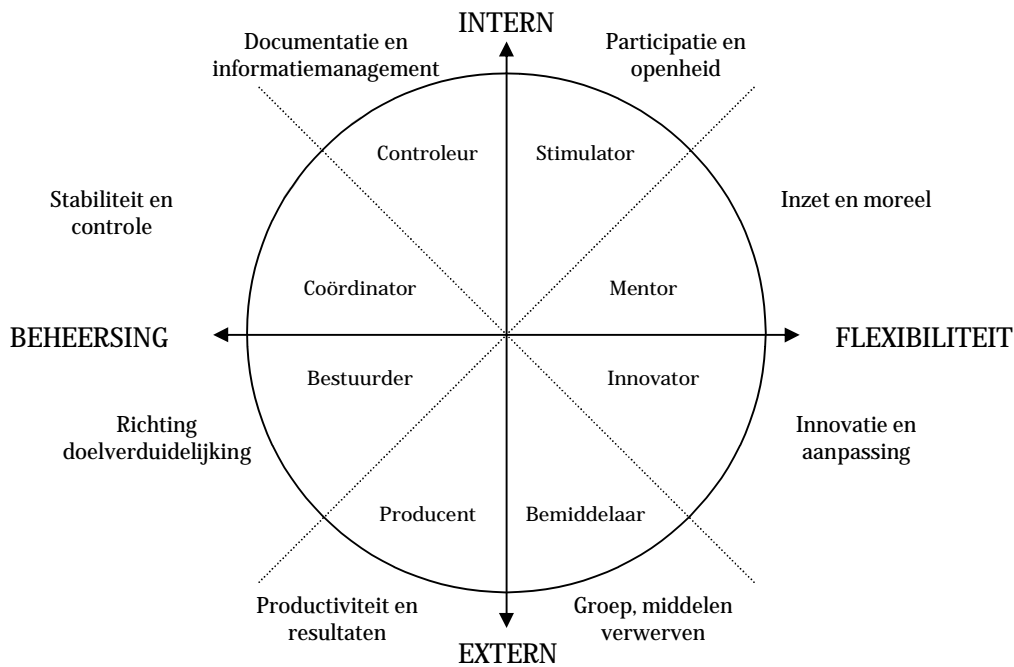 INTERN
Documentatie en
informatiemanagement
Participatie en
openheid
Controleur
Stimulator
Stabiliteit en
controle
Inzet en moreel
Coördinator
Mentor
BEHEERSING
FLEXIBILITEIT
Bestuurder
Innovator
Richting
doelverduidelijking
Innovatie en
aanpassing
Producent
Bemiddelaar
Productiviteit en
resultaten
Groep, middelen
verwerven
EXTERN